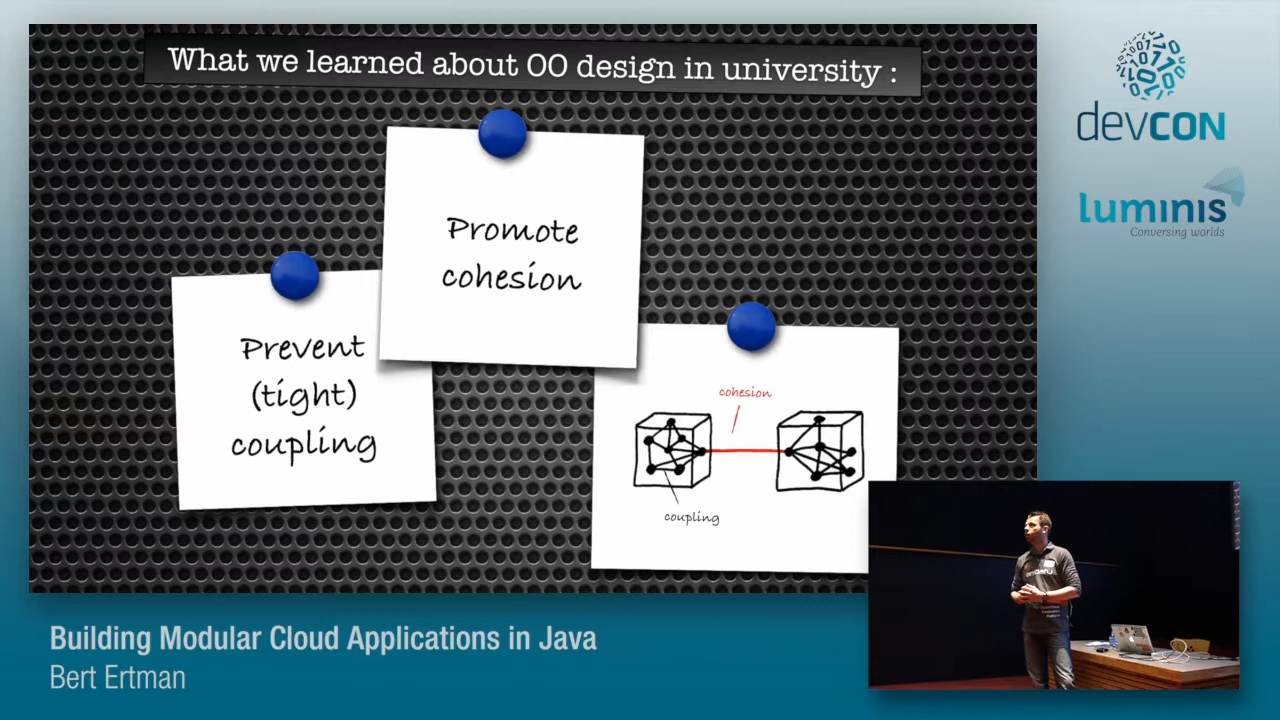 What we learned about OO design in university :
Promote
cohesion
Prevent
(tight)
coupling
cohesion
coupling
devCON
luminis
Conversing worlds
Building Modular Cloud Applications in Java
Bert Ertman